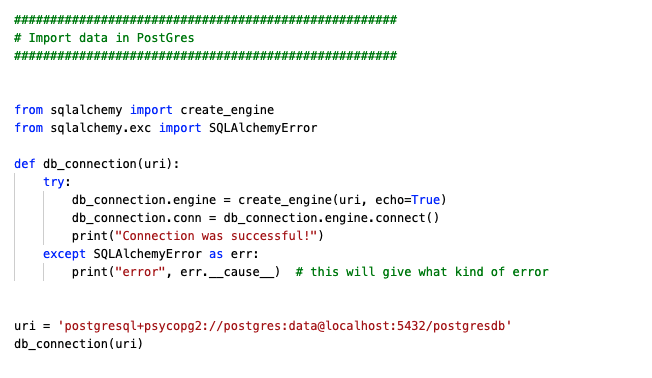 #####################################################
# Import data in PostGres
#####################################################
from sqlalchemy import create_engine
from sqlalchemy.exc import SQLAlchemyError
def db_connection(uri):
    try:
        db_connection.engine = create_engine(uri, echo=True)
        db_connection.conn = db_connection.engine.connect()
        print("Connection was successful!")
    except SQLAlchemyError as err:
        print("error", err.__cause__)  # this will give what kind of error
uri = 'postgresql+psycopg2://postgres:data@localhost:5432/postgresdb'
db_connection(uri)